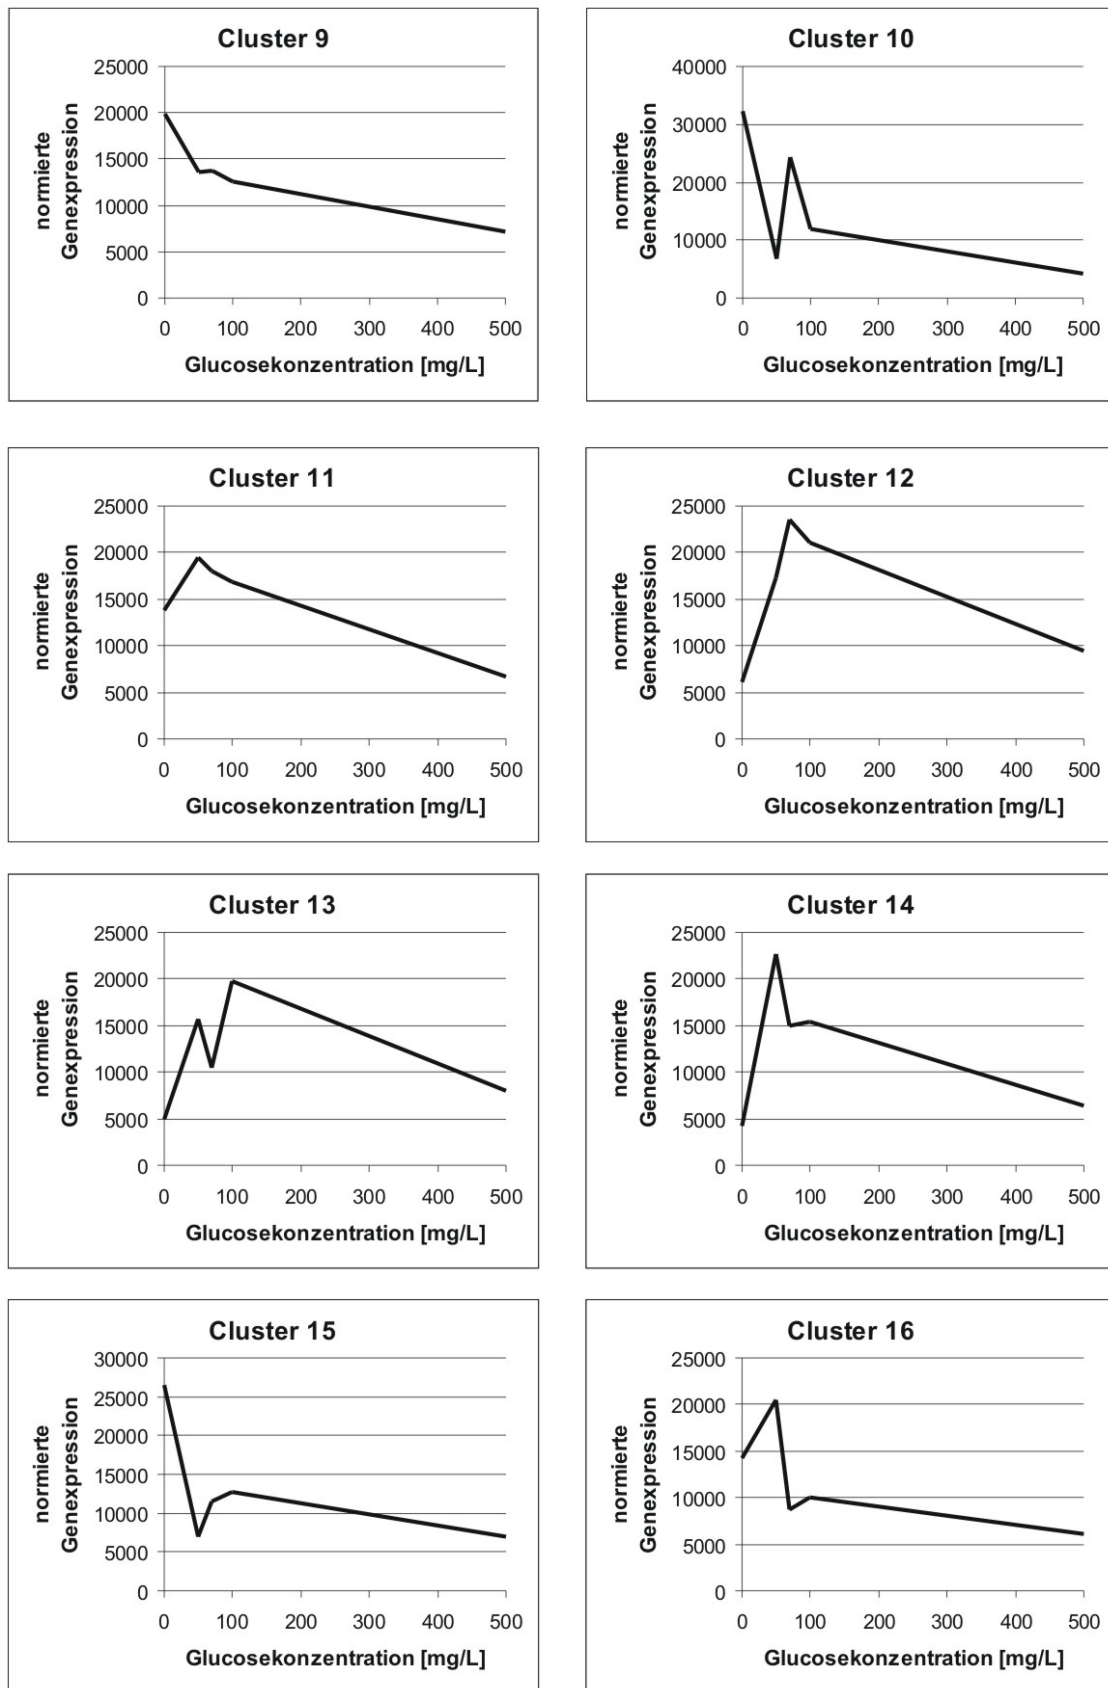 Cluster 9
normierte
Genexpression
25000
20000
15000
10000
5000
0
0 100 200 300 400 500
Glucosekonzentration [mg/L]
Cluster 10
normierte
Genexpression
40000
30000
20000
10000
0
0 100 200 300 400 500
Glucosekonzentration [mg/L]
Cluster 11
normierte
Genexpression
25000
20000
15000
10000
5000
0
0 100 200 300 400 500
Glucosekonzentration [mg/L]
Cluster 12
normierte
Genexpression
25000
20000
15000
10000
5000
0
0 100 200 300 400 500
Glucosekonzentration [mg/L]
Cluster 13
normierte
Genexpression
25000
20000
15000
10000
5000
0
0 100 200 300 400 500
Glucosekonzentration [mg/L]
Cluster 14
normierte
Genexpression
25000
20000
15000
10000
5000
0
0 100 200 300 400 500
Glucosekonzentration [mg/L]
Cluster 15
normierte
Genexpression
30000
25000
20000
15000
10000
5000
0
0 100 200 300 400 500
Glucosekonzentration [mg/L]
Cluster 16
normierte
Genexpression
25000
20000
15000
10000
5000
0
0 100 200 300 400 500
Glucosekonzentration [mg/L]